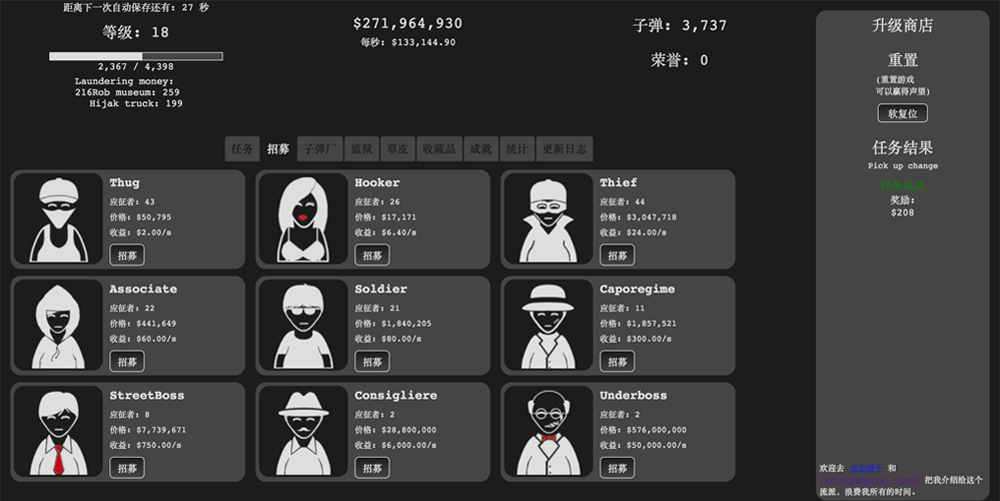 距离下一次自动保存还有: 27 秒
等级: 18
2,367 / 4,398
Laundering money:
216Rob museum: 259
Hijak truck: 199
$271,964,930
每秒: $133,144.90
子弹: 3,737
荣誉: 0
任务 招募 子弹厂 监狱 草皮 收藏品 成就 统计 更新日志
Thug
应征者: 43
价格: $50,795
收益: $2.00/s
招募
Hooker
应征者: 26
价格: $17,171
收益: $6.40/s
招募
Thief
应征者: 44
价格: $3,047,718
收益: $24.00/s
招募
Associate
应征者: 22
价格: $441,649
收益: $60.00/s
招募
Soldier
应征者: 21
价格: $1,840,205
收益: $80.00/s
招募
Caporegime
应征者: 11
价格: $1,857,521
收益: $300.00/s
招募
StreetBoss
应征者: 8
价格: $7,739,671
收益: $750.00/s
招募
Consigliere
应征者: 2
价格: $28,800,000
收益: $6,000.00/s
招募
Underboss
应征者: 2
价格: $576,000,000
收益: $50,000.00/s
招募
升级商店
重置
(重置游戏
可以赢得声望)
软复位
任务结果
Pick up change
任务成功
奖励:
$208
欢迎去 点击饼干 和
把我介绍给这个
流派，浪费我所有的时间。